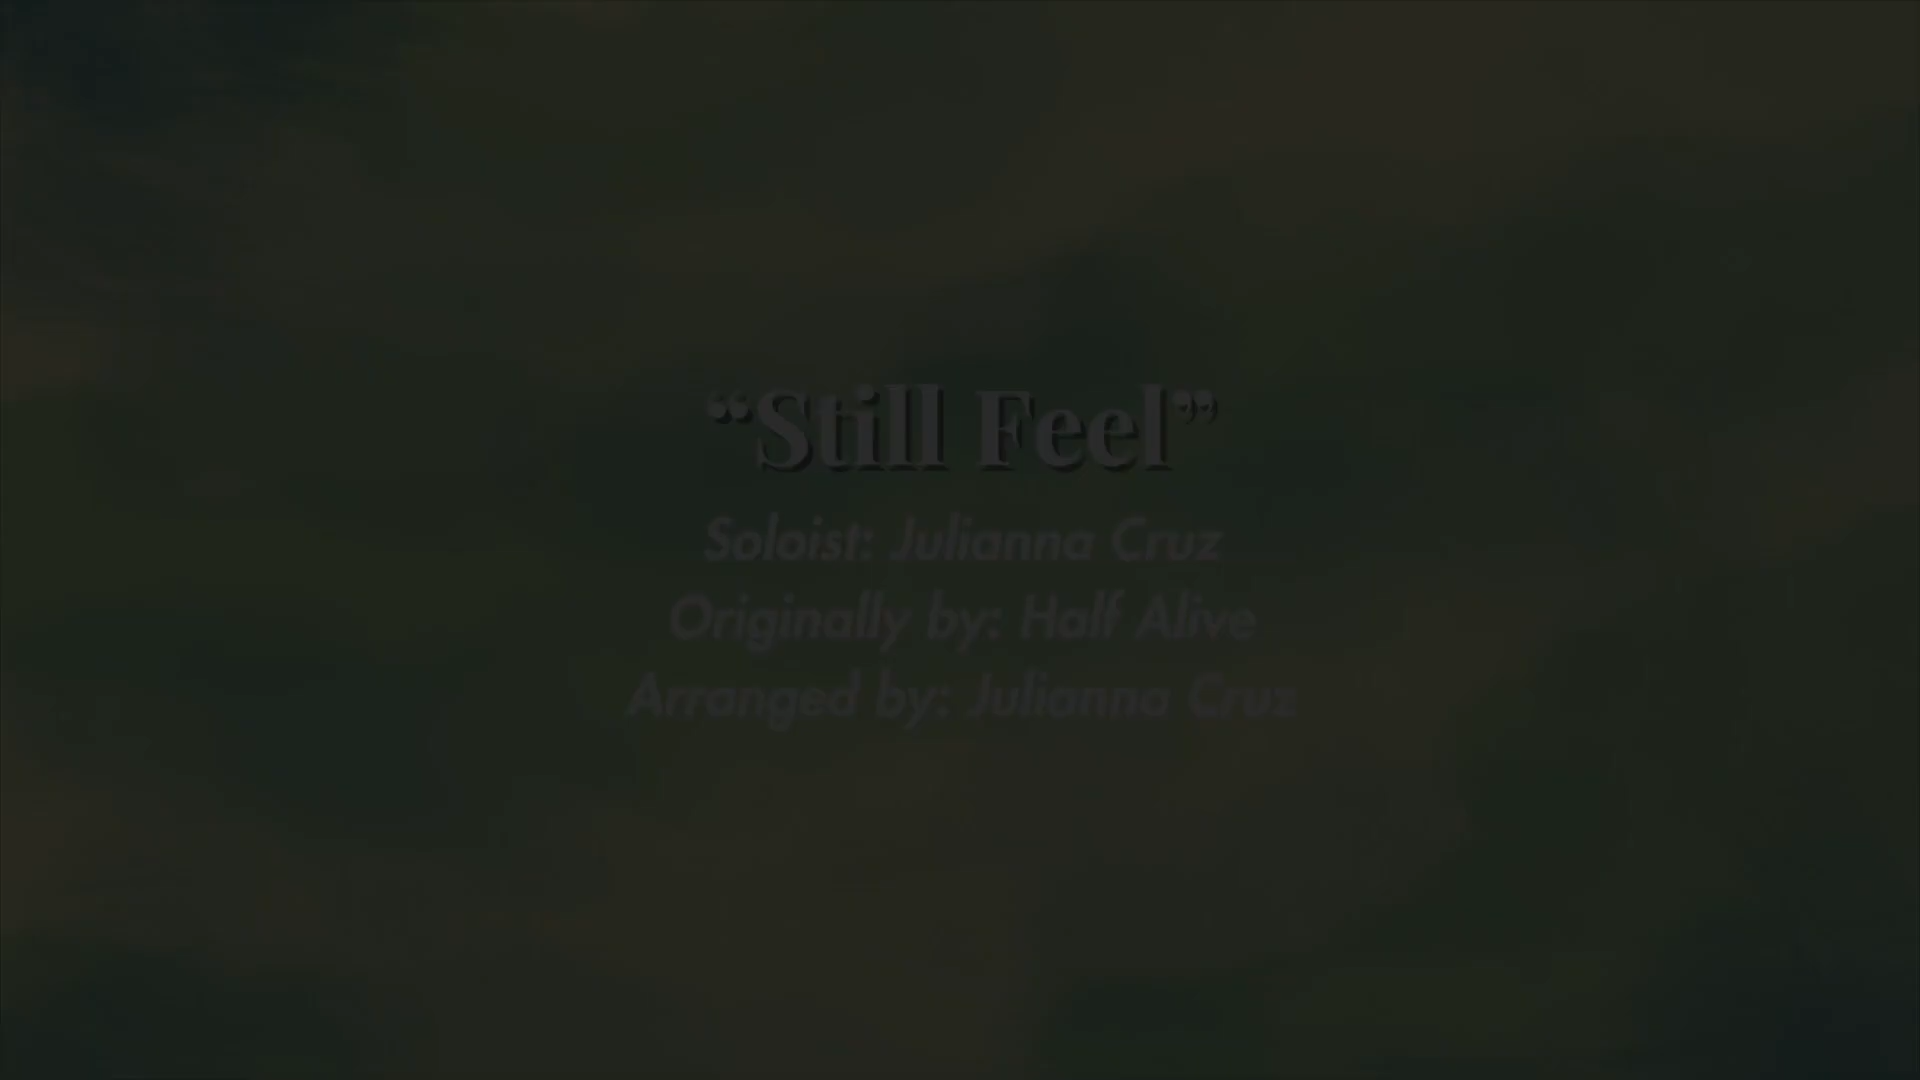 “Still Feel”
Soloist: Julianna Cruz
Originally by: Half Alive
Arranged by: Julianna Cruz